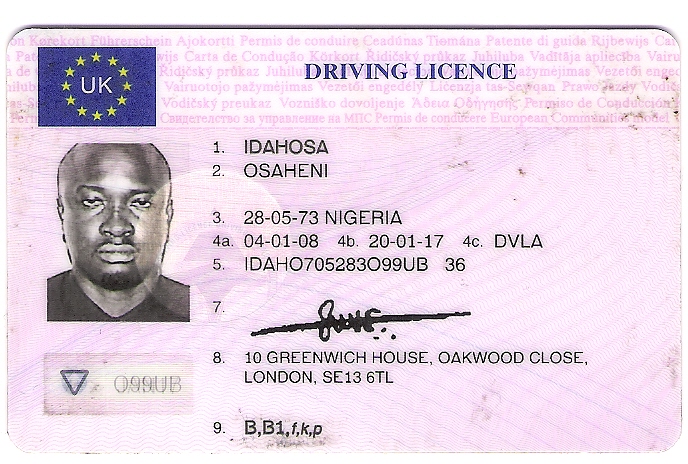 Karekort Führerschein Ajokortti Permis de conduire Ceadúnas Tiomána Patente di guida Rijbewijs
Carta de Condução Körkort Řidičský průkaz Juhiluba Vadītāja apliecība
UK
DRIVING LICENCE
Vairuotojo pažymėjimas Vezetői engedély Liċenzja tas-Sewqan Prawo Jazdy
Vodičský preukaz Vozniško dovoljenje Άδεια Οδήγησης Permiso de Conducción
Свидетелство за управление на МПС Permis de conducere European Communities model
1. IDAHOSA
2. OSAHENI
3. 28-05-73 NIGERIA
4a. 04-01-08 4b. 20-01-17 4c. DVLA
5. IDAHO705283O99UB 36
7.
8. 10 GREENWICH HOUSE, OAKWOOD CLOSE,
LONDON, SE13 6TL
O99UB
9. B,B1,f,k,p